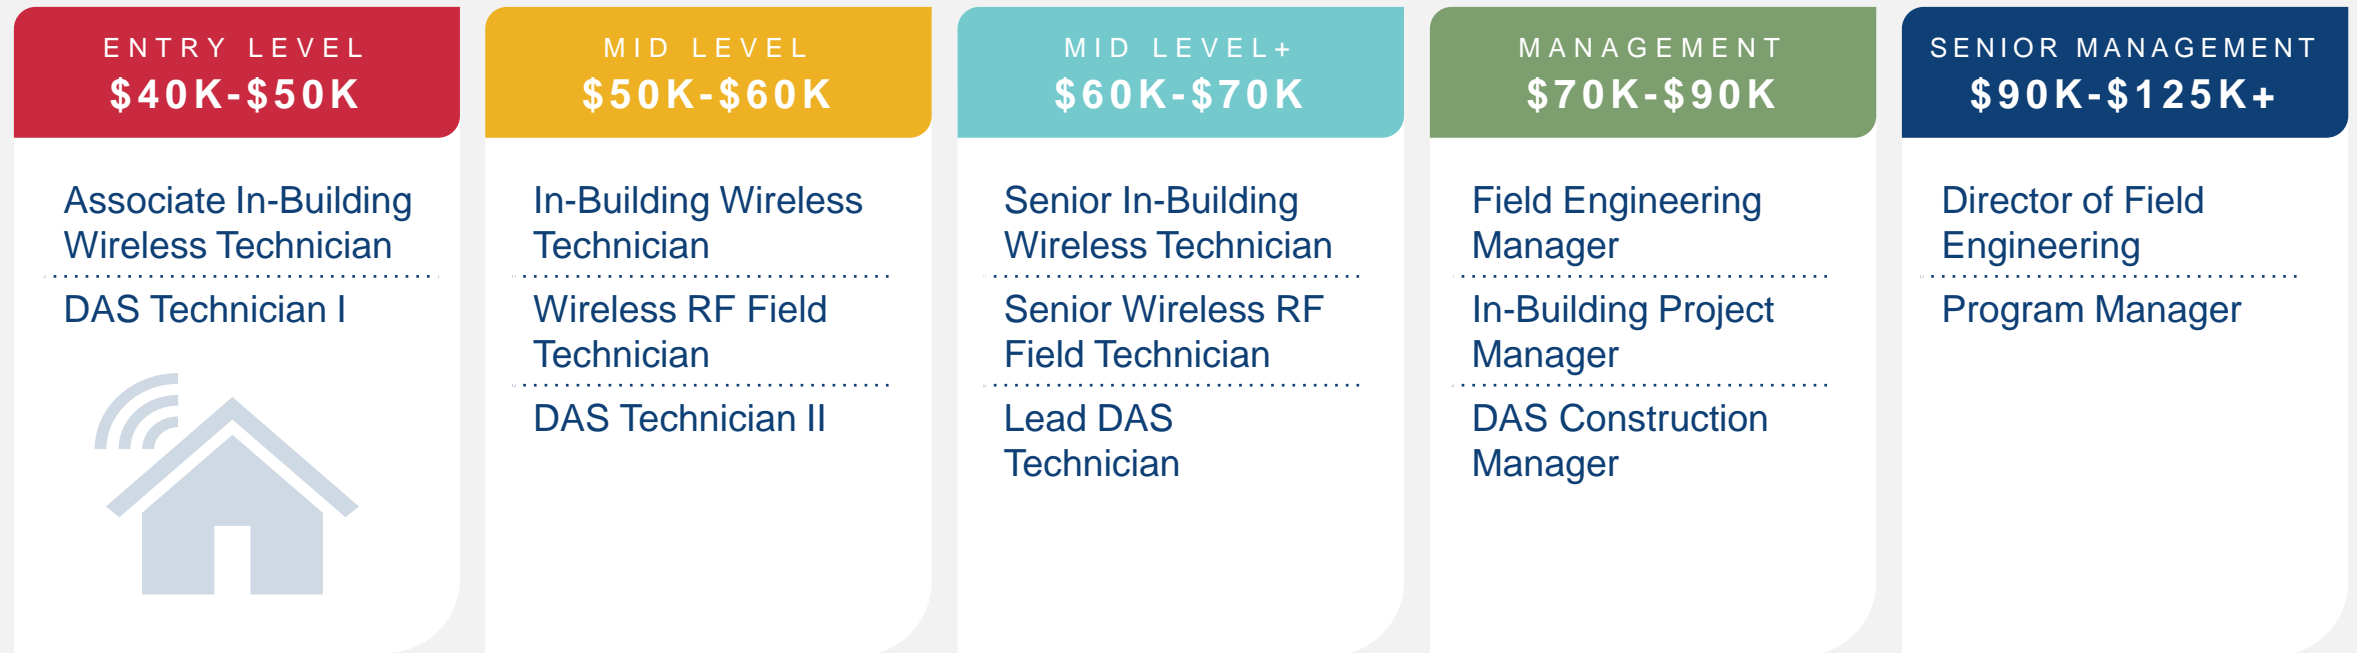 ENTRY LEVEL
$40K-$50K
Associate In-Building
Wireless Technician
DAS Technician I
MID LEVEL
$50K-$60K
In-Building Wireless
Technician
Wireless RF Field
Technician
DAS Technician II
MID LEVEL+
$60K-$70K
Senior In-Building
Wireless Technician
Senior Wireless RF
Field Technician
Lead DAS
Technician
MANAGEMENT
$70K-$90K
Field Engineering
Manager
In-Building Project
Manager
DAS Construction
Manager
SENIOR MANAGEMENT
$90K-$125K+
Director of Field
Engineering
Program Manager